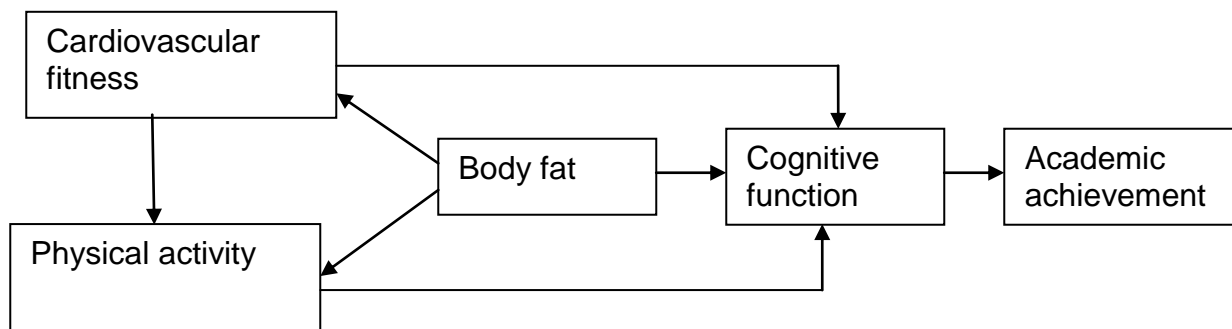 Cardiovascular
fitness
Body fat
Cognitive
function
Academic
achievement
Physical activity